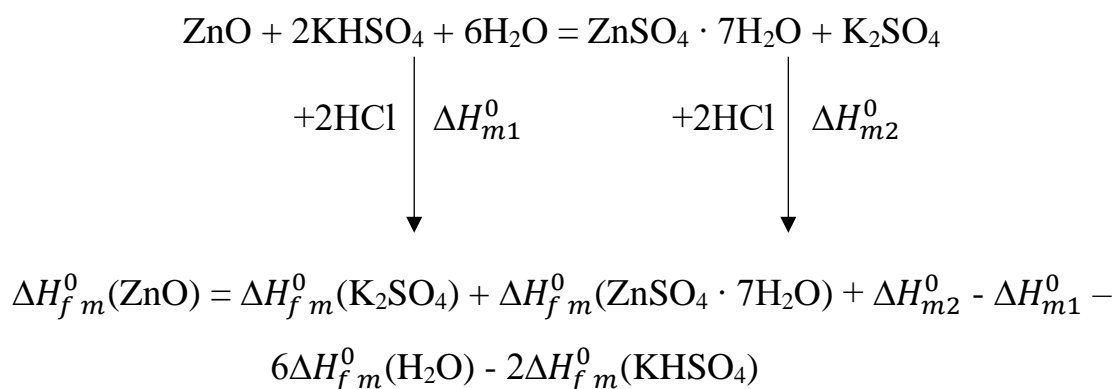 ZnO + 2KHSO₄ + 6H₂O = ZnSO₄ · 7H₂O + K₂SO₄
+2HCl ΔH⁰ₘ₁ +2HCl ΔH⁰ₘ₂
ΔH⁰f m(ZnO) = ΔH⁰f m(K₂SO₄) + ΔH⁰f m(ZnSO₄ · 7H₂O) + ΔH⁰ₘ₂ - ΔH⁰ₘ₁ –
6ΔH⁰f m(H₂O) - 2ΔH⁰f m(KHSO₄)